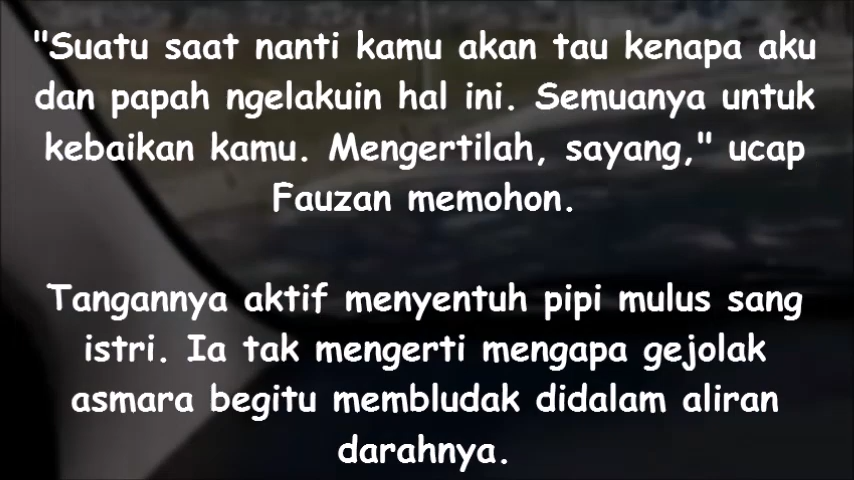 "Suatu saat nanti kamu akan tau kenapa aku
dan papah ngelakuin hal ini. Semuanya untuk
kebaikan kamu. Mengertilah, sayang," ucap
Fauzan memohon.
Tangannya aktif menyentuh pipi mulus sang
istri. Ia tak mengerti mengapa gejolak
asmara begitu membludak didalam aliran
darahnya.